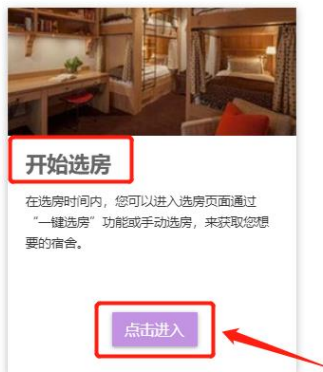 开始选房
在选房时间内，您可以进入选房页面通过
“一键选房”功能或手动选房，来获取您想
要的宿舍。
点击进入